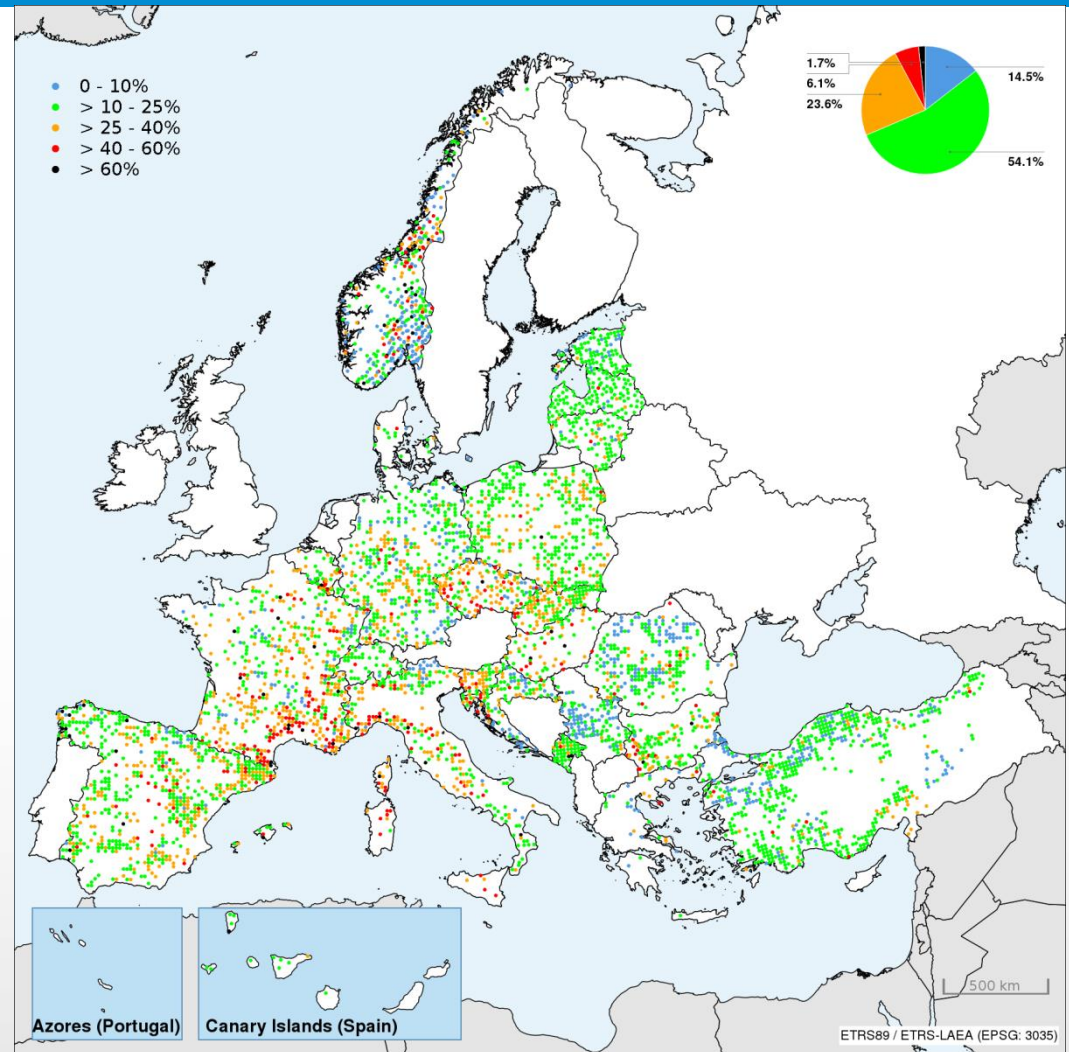 0 - 10%
> 10 - 25%
> 25 - 40%
> 40 - 60%
> 60%
1.7%
6.1%
23.6%
14.5%
54.1%
500 km
Azores (Portugal)
Canary Islands (Spain)
ETRS89 / ETRS-LAEA (EPSG: 3035)